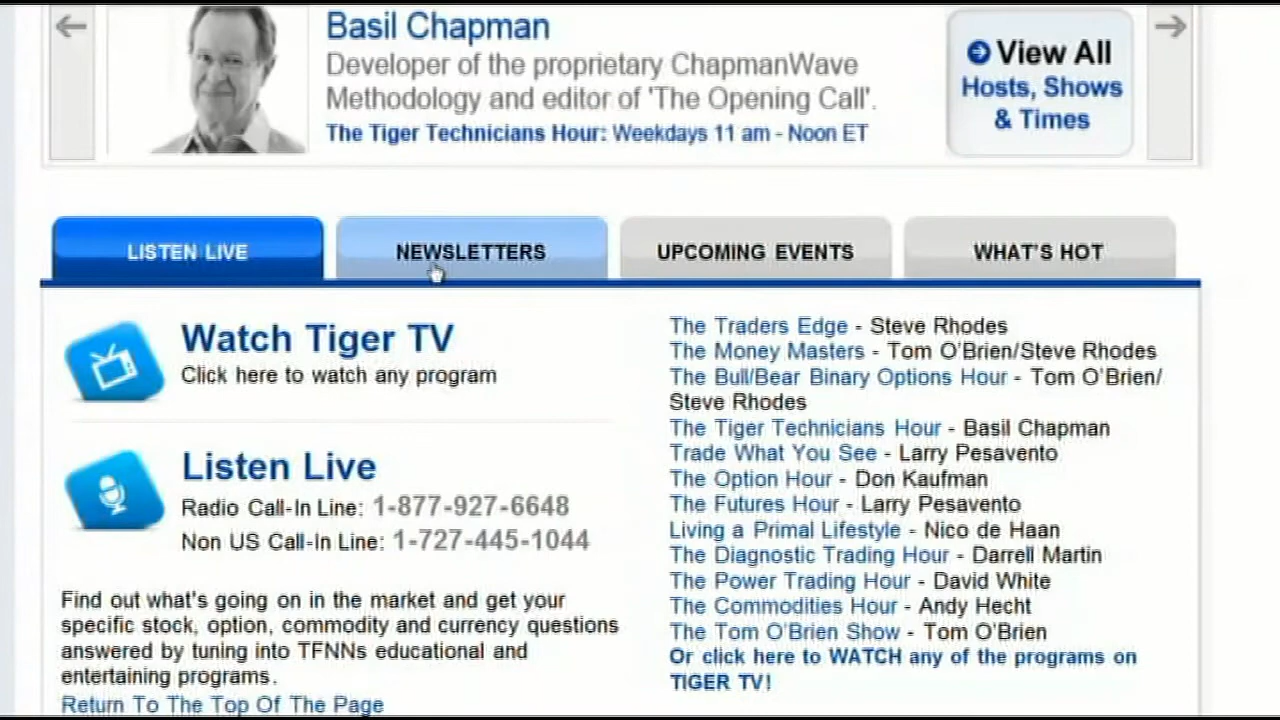 Basil Chapman
Developer of the proprietary ChapmanWave
Methodology and editor of 'The Opening Call'.
The Tiger Technicians Hour: Weekdays 11 am - Noon ET
View All
Hosts, Shows
& Times
LISTEN LIVE
NEWSLETTERS
UPCOMING EVENTS
WHAT'S HOT
Watch Tiger TV
Click here to watch any program
Listen Live
Radio Call-In Line: 1-877-927-6648
Non US Call-In Line: 1-727-445-1044
Find out what's going on in the market and get your
specific stock, option, commodity and currency questions
answered by tuning into TFNNs educational and
entertaining programs.
Return To The Top Of The Page
The Traders Edge - Steve Rhodes
The Money Masters - Tom O'Brien/Steve Rhodes
The Bull/Bear Binary Options Hour - Tom O'Brien/
Steve Rhodes
The Tiger Technicians Hour - Basil Chapman
Trade What You See - Larry Pesavento
The Option Hour - Don Kaufman
The Futures Hour - Larry Pesavento
Living a Primal Lifestyle - Nico de Haan
The Diagnostic Trading Hour - Darrell Martin
The Power Trading Hour - David White
The Commodities Hour - Andy Hecht
The Tom O'Brien Show - Tom O'Brien
Or click here to WATCH any of the programs on
TIGER TV!